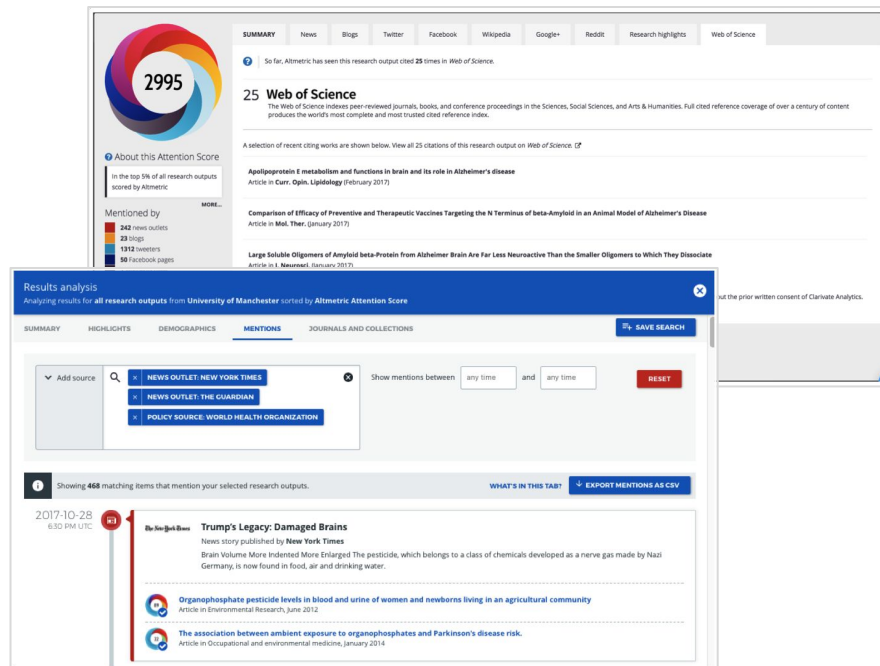 SUMMARY News Blogs Twitter Facebook Wikipedia Google+ Reddit Research highlights Web of Science
2995
So far, Altmetric has seen this research output cited 25 times in Web of Science.
25 Web of Science
The Web of Science indexes peer-reviewed journals, books, and conference proceedings in the Sciences, Social Sciences, and Arts & Humanities. Full cited reference coverage of over a century of content
produces the world's most complete and most trusted cited reference index.
A selection of recent citing works are shown below. View all 25 citations of this research output on Web of Science.
About this Attention Score
In the top 5% of all research outputs
scored by Altmetric
MORE...
Mentioned by
242 news outlets
23 blogs
1312 tweeters
50 Facebook pages
Apolipoprotein E metabolism and functions in brain and its role in Alzheimer's disease
Article in Curr. Opin. Lipidology (February 2017)
Comparison of Efficacy of Preventive and Therapeutic Vaccines Targeting the N Terminus of beta-Amyloid in an Animal Model of Alzheimer's Disease
Article in Mol. Ther. (January 2017)
Large Soluble Oligomers of Amyloid beta-Protein from Alzheimer Brain Are Far Less Neuroactive Than the Smaller Oligomers to Which They Dissociate
Article in J. Neurosci. (January 2017)
out the prior written consent of Clarivate Analytics.
Results analysis
Analyzing results for all research outputs from University of Manchester sorted by Altmetric Attention Score
SUMMARY HIGHLIGHTS DEMOGRAPHICS MENTIONS JOURNALS AND COLLECTIONS SAVE SEARCH
Add source
× NEWS OUTLET: NEW YORK TIMES
× NEWS OUTLET: THE GUARDIAN
× POLICY SOURCE: WORLD HEALTH ORGANIZATION
Show mentions between any time and any time RESET
Showing 468 matching items that mention your selected research outputs. WHAT'S IN THIS TAB? EXPORT MENTIONS AS CSV
2017-10-28
6:30 PM UTC
The New York Times Trump's Legacy: Damaged Brains
News story published by New York Times
Brain Volume More Indented More Enlarged The pesticide, which belongs to a class of chemicals developed as a nerve gas made by Nazi
Germany, is now found in food, air and drinking water.
Organophosphate pesticide levels in blood and urine of women and newborns living in an agricultural community
Article in Environmental Research, June 2012
The association between ambient exposure to organophosphates and Parkinson's disease risk.
Article in Occupational and environmental medicine, January 2014